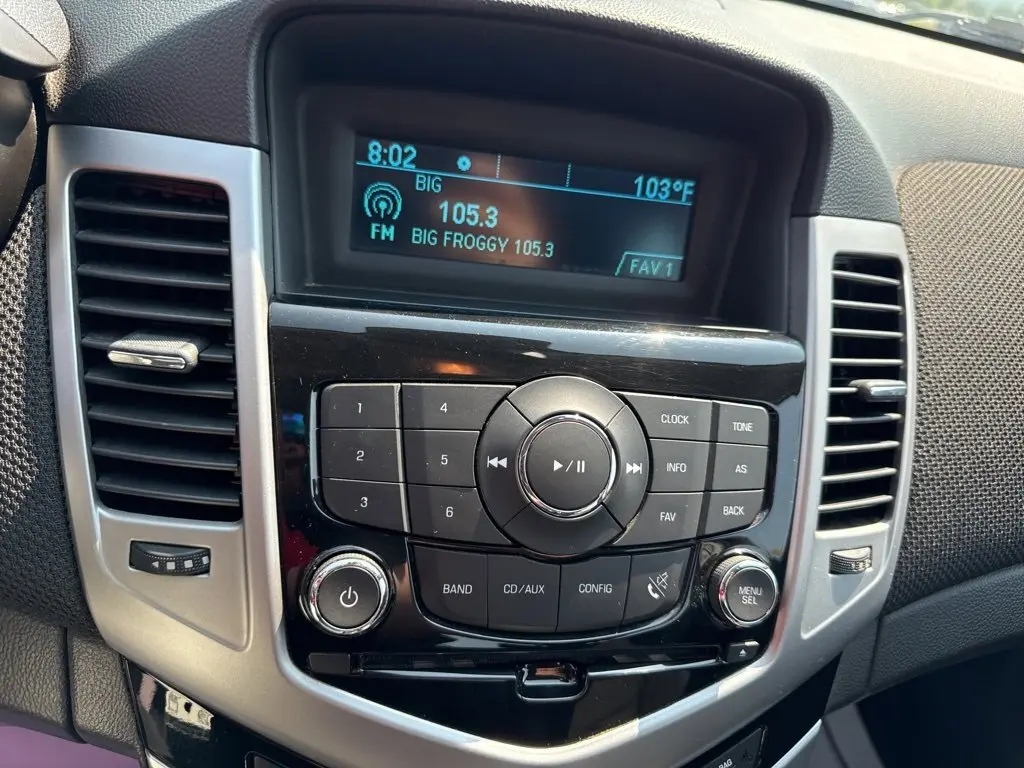 8:02
103°F
BIG
105.3
FM
BIG FROGGY 105.3
FAV 1
1
4
CLOCK
TONE
2
5
INFO
AS
3
6
FAV
BACK
BAND
CD/AUX
CONFIG
MENU
SEL
BAG